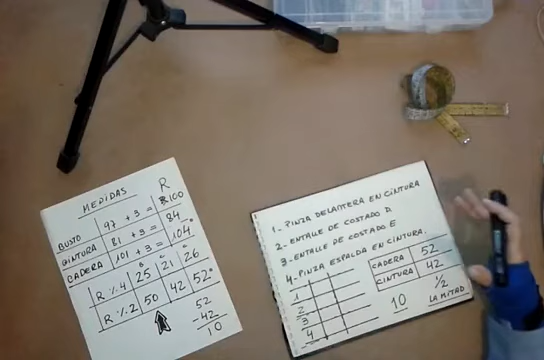 MEDIDAS
R
BUSTO 97 + 3 = 100
CINTURA 81 + 3 = 84
CADERA 101 + 3 = 104
R ./. 4 25 21 26
R ./. 2 50 42 52
52
-42
10
1- PINZA DELANTERA EN CINTURA
2- ENTALLE DE COSTADO D
3- ENTALLE DE COSTADO E
4- PINZA ESPALDA EN CINTURA.
CADERA 52
CINTURA 42
1
2
3
4
10
1/2
LA MITAD